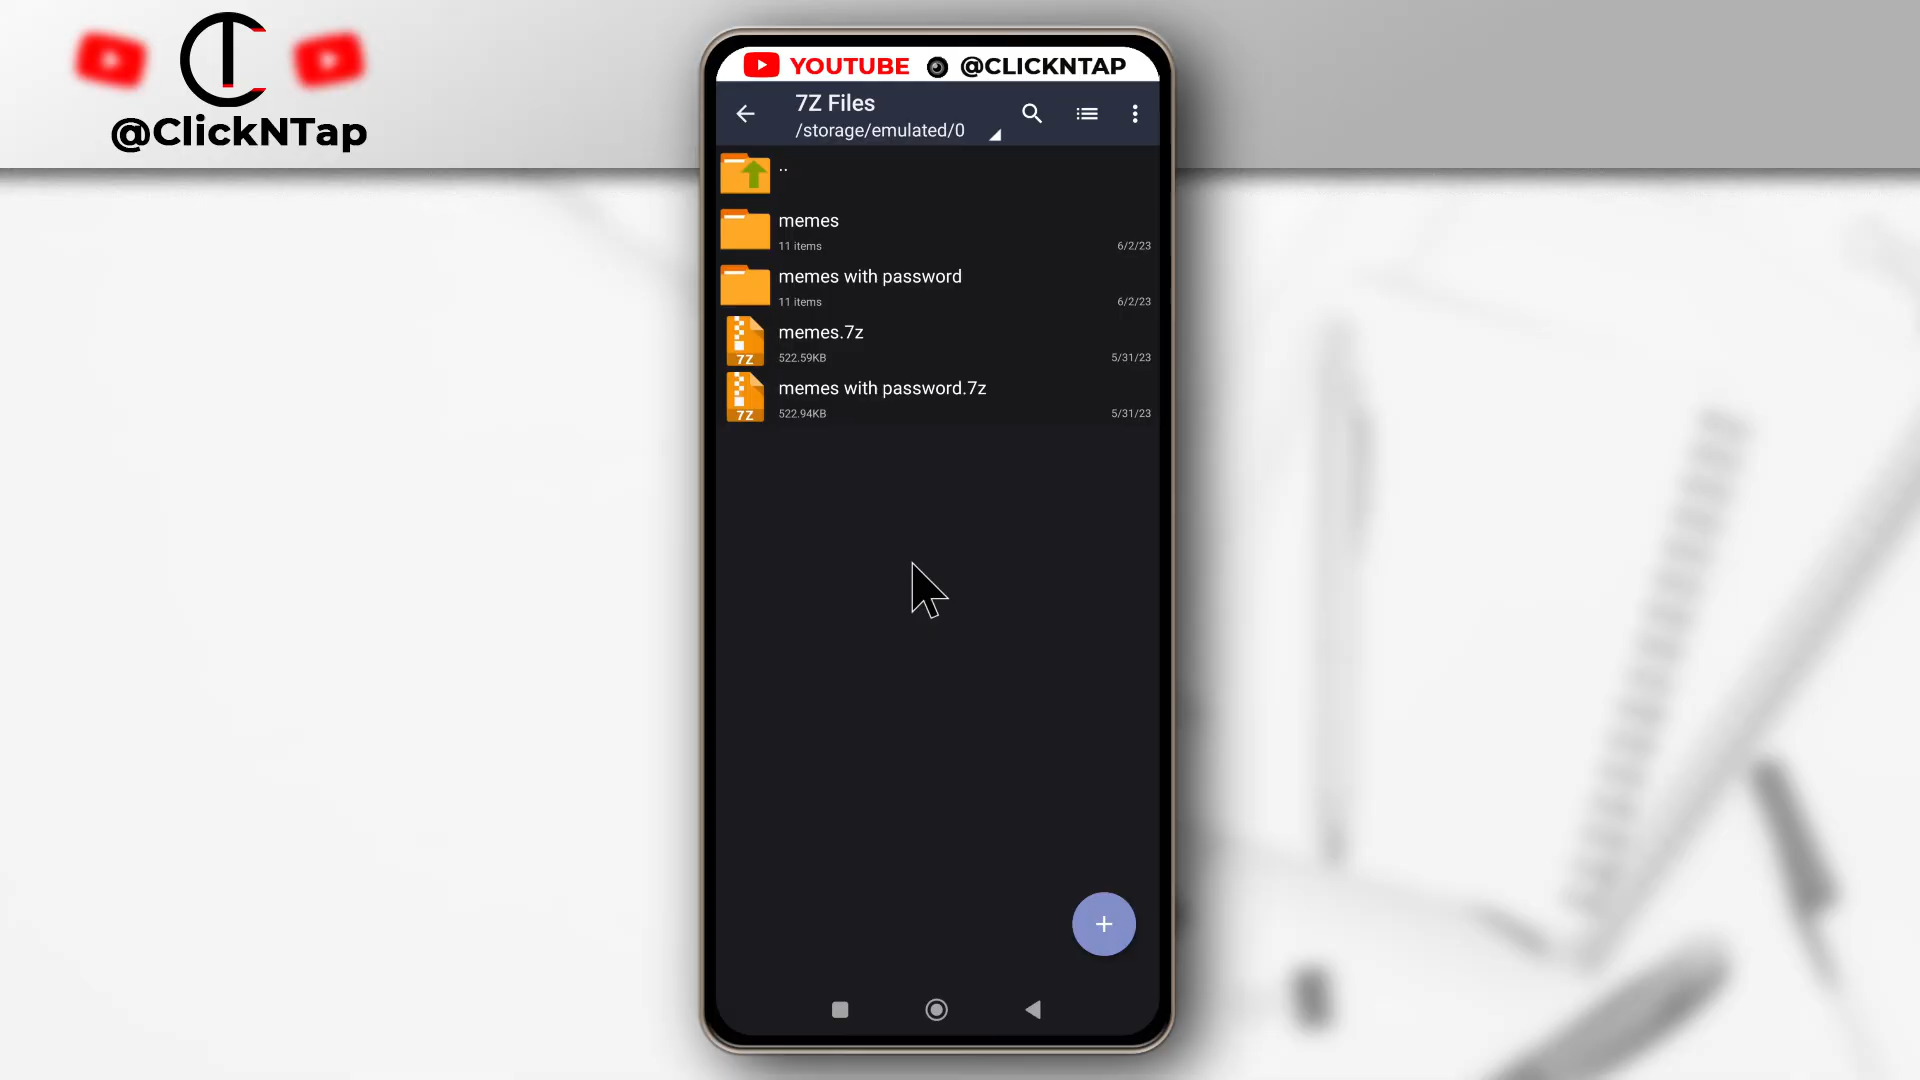 @ClickNTap
YOUTUBE @CLICKNTAP
7Z Files
/storage/emulated/0
..
memes
11 items 6/2/23
memes with password
11 items 6/2/23
memes.7z
7Z 522.59KB 5/31/23
memes with password.7z
7Z 522.94KB 5/31/23